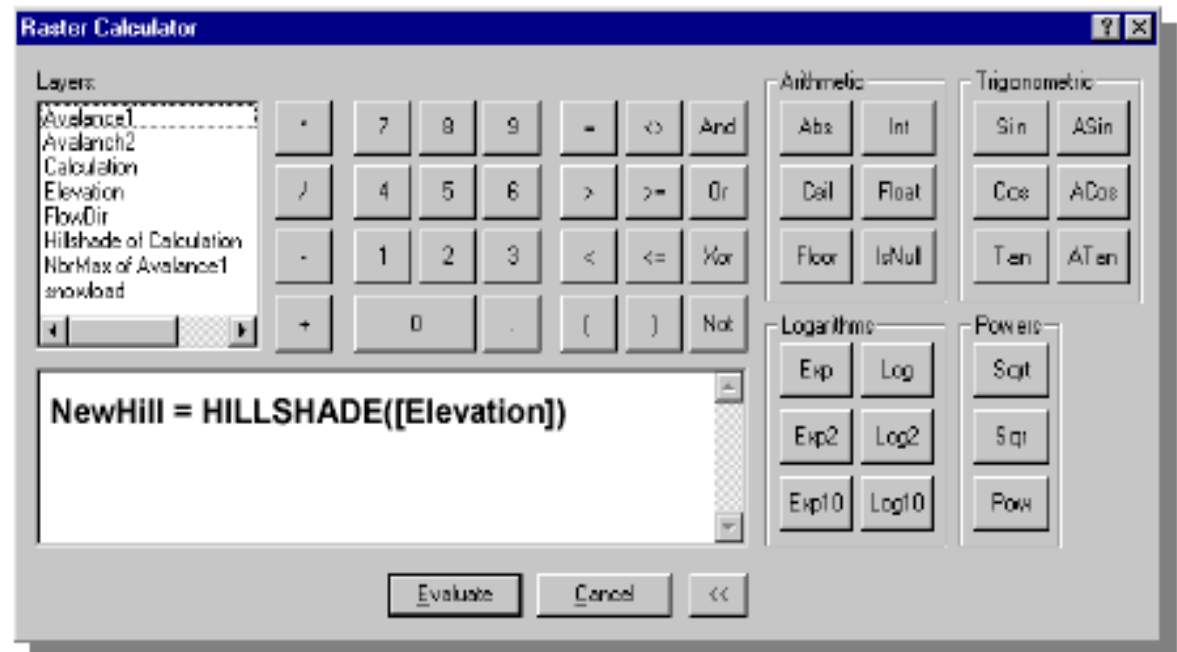 Raster Calculator
? ×
Layers:
Avalance1
Avalanch2
Calculation
Elevation
FlowDir
Hillshade of Calculation
NbrMax of Avalance1
snowload
* 7 8 9 = <> And
/ 4 5 6 > >= Or
- 1 2 3 < <= Xor
+ 0 . ( ) Not
Arithmetic
Abs Int
Ceil Float
Floor IsNull
Trigonometric
Sin ASin
Cos ACos
Tan ATan
Logarithms
Exp Log
Exp2 Log2
Exp10 Log10
Powers
Sqrt
Sqr
Pow
NewHill = HILLSHADE([Elevation])
Evaluate Cancel <<